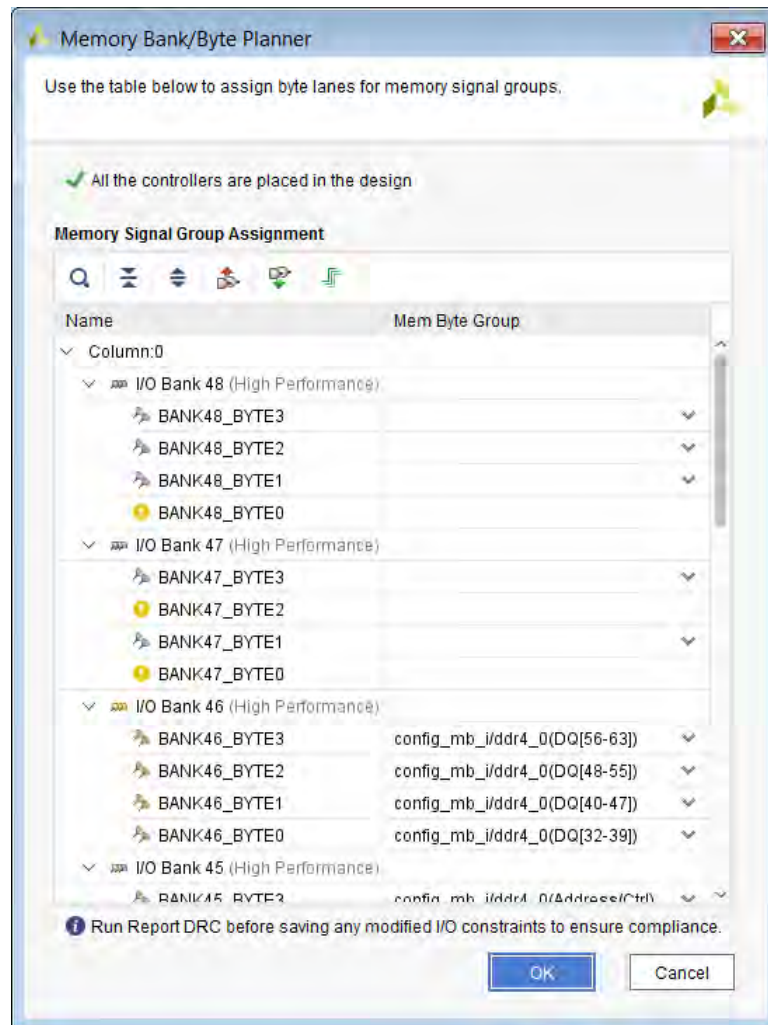 Memory Bank/Byte Planner
Use the table below to assign byte lanes for memory signal groups.
All the controllers are placed in the design
Memory Signal Group Assignment
Name Mem Byte Group
Column:0
I/O Bank 48 (High Performance)
BANK48_BYTE3
BANK48_BYTE2
BANK48_BYTE1
BANK48_BYTE0
I/O Bank 47 (High Performance)
BANK47_BYTE3
BANK47_BYTE2
BANK47_BYTE1
BANK47_BYTE0
I/O Bank 46 (High Performance)
BANK46_BYTE3 config_mb_i/ddr4_0(DQ[56-63])
BANK46_BYTE2 config_mb_i/ddr4_0(DQ[48-55])
BANK46_BYTE1 config_mb_i/ddr4_0(DQ[40-47])
BANK46_BYTE0 config_mb_i/ddr4_0(DQ[32-39])
I/O Bank 45 (High Performance)
BANK45_BYTE3 config_mb_i/ddr4_0(Address/Ctrl)
Run Report DRC before saving any modified I/O constraints to ensure compliance.
OK Cancel